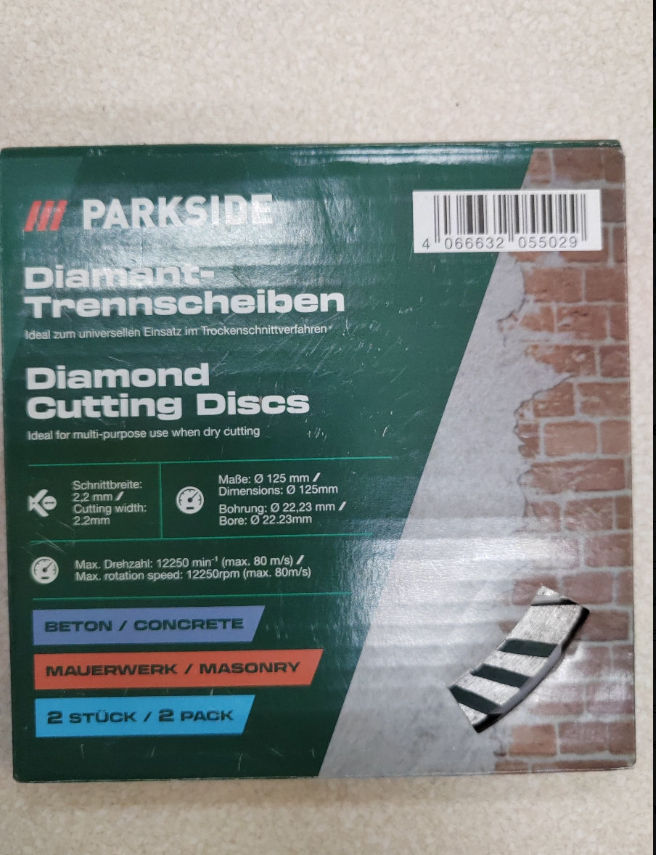 PARKSIDE
4 066632 055029
Diamant-
Trennscheiben
Ideal zum universellen Einsatz im Trockenschnittverfahren
Diamond
Cutting Discs
Ideal for multi-purpose use when dry cutting
Schnittbreite:
2,2 mm /
Cutting width:
2.2mm
Maße: Ø 125 mm /
Dimensions: Ø 125mm
Bohrung: Ø 22,23 mm /
Bore: Ø 22.23mm
Max. Drehzahl: 12250 min⁻¹ (max. 80 m/s) /
Max. rotation speed: 12250rpm (max. 80m/s)
BETON / CONCRETE
MAUERWERK / MASONRY
2 STÜCK / 2 PACK